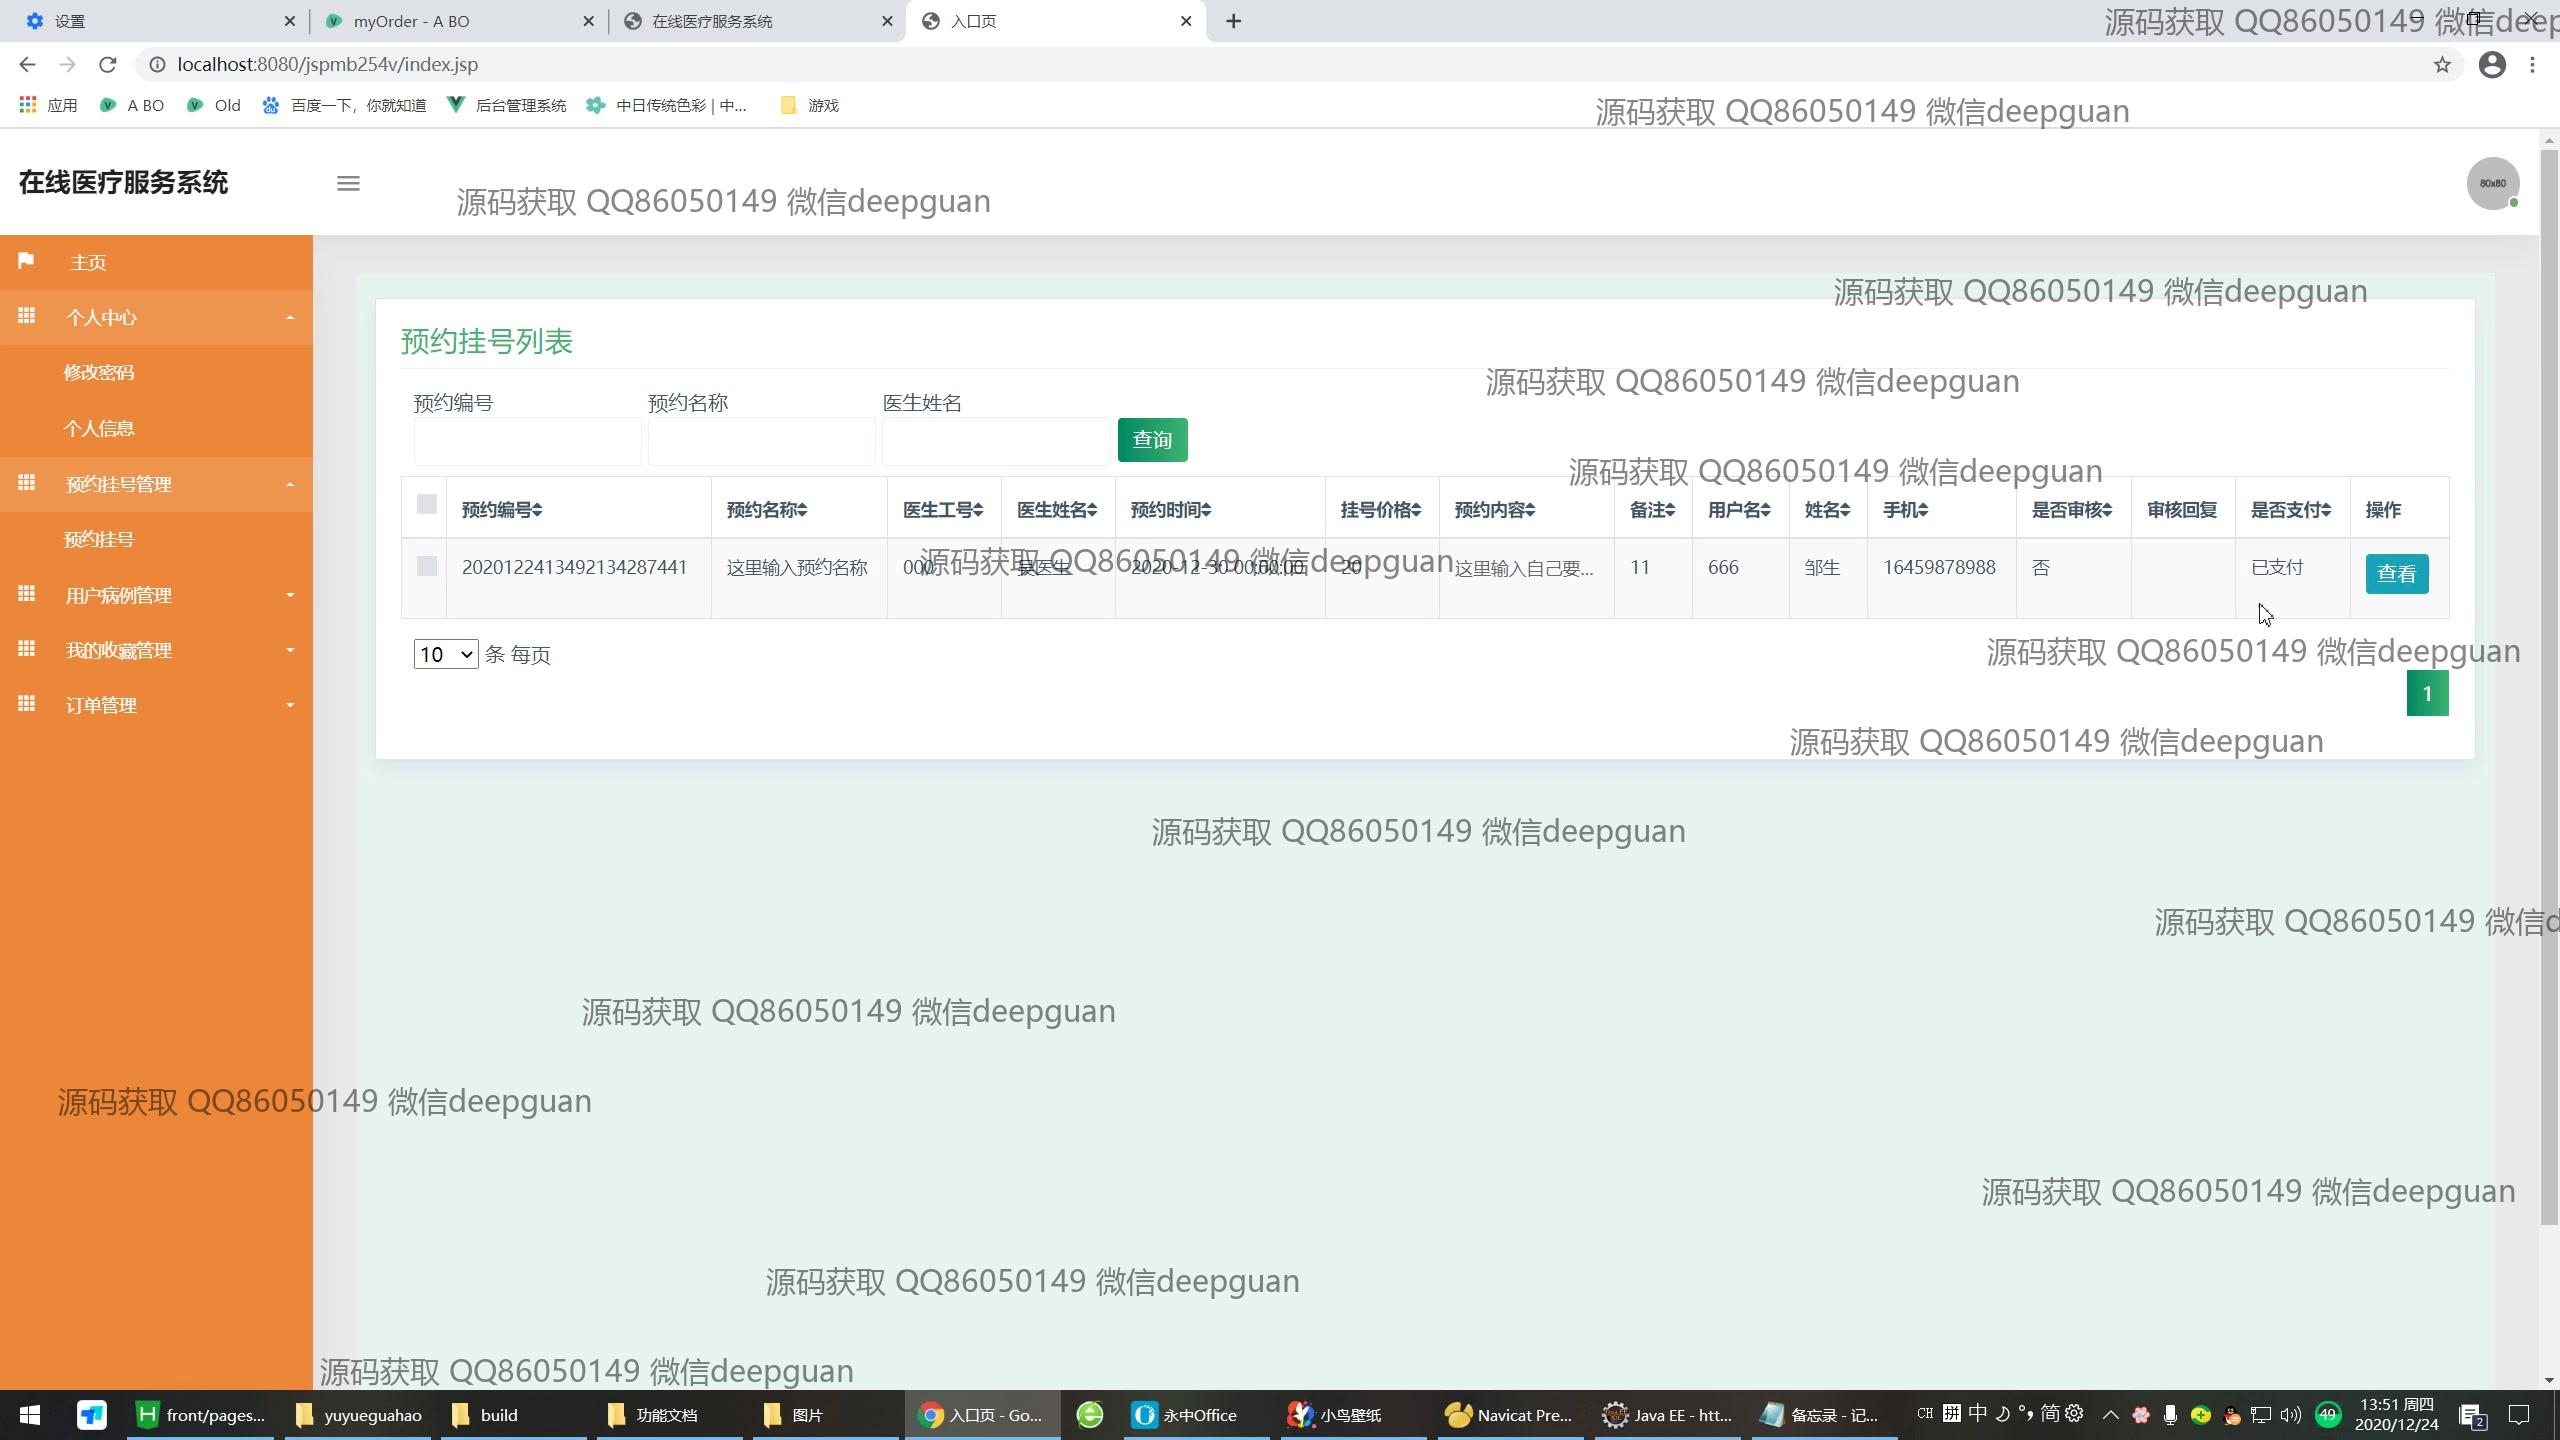 设置
myOrder - A BO
在线医疗服务系统
入口页
源码获取 QQ86050149 微信deep
localhost:8080/jspmb254v/index.jsp
应用
A BO
Old
百度一下，你就知道
后台管理系统
中日传统色彩 | 中...
游戏
源码获取 QQ86050149 微信deepguan
在线医疗服务系统
80x80
源码获取 QQ86050149 微信deepguan
主页
个人中心
修改密码
个人信息
预约挂号管理
预约挂号
用户病例管理
我的收藏管理
订单管理
源码获取 QQ86050149 微信deepguan
预约挂号列表
源码获取 QQ86050149 微信deepguan
预约编号 预约名称 医生姓名
查询
源码获取 QQ86050149 微信deepguan
预约编号 预约名称 医生工号 医生姓名 预约时间 挂号价格 预约内容 备注 用户名 姓名 手机 是否审核 审核回复 是否支付 操作
2020122413492134287441 这里输入预约名称 000 吴医生 2020-12-30 00:00:00 20 这里输入自己要... 11 666 邹生 16459878988 否 已支付 查看
源码获取 QQ86050149 微信deepguan
10 条 每页
源码获取 QQ86050149 微信deepguan
1
源码获取 QQ86050149 微信deepguan
源码获取 QQ86050149 微信deepguan
源码获取 QQ86050149 微信d
源码获取 QQ86050149 微信deepguan
源码获取 QQ86050149 微信deepguan
源码获取 QQ86050149 微信deepguan
源码获取 QQ86050149 微信deepguan
源码获取 QQ86050149 微信deepguan
front/pages...
yuyueguahao
build
功能文档
图片
入口页 - Go...
永中Office
小鸟壁纸
Navicat Pre...
Java EE - htt...
备忘录 - 记...
CH 拼 中 简
49
13:51 周四
2020/12/24
2